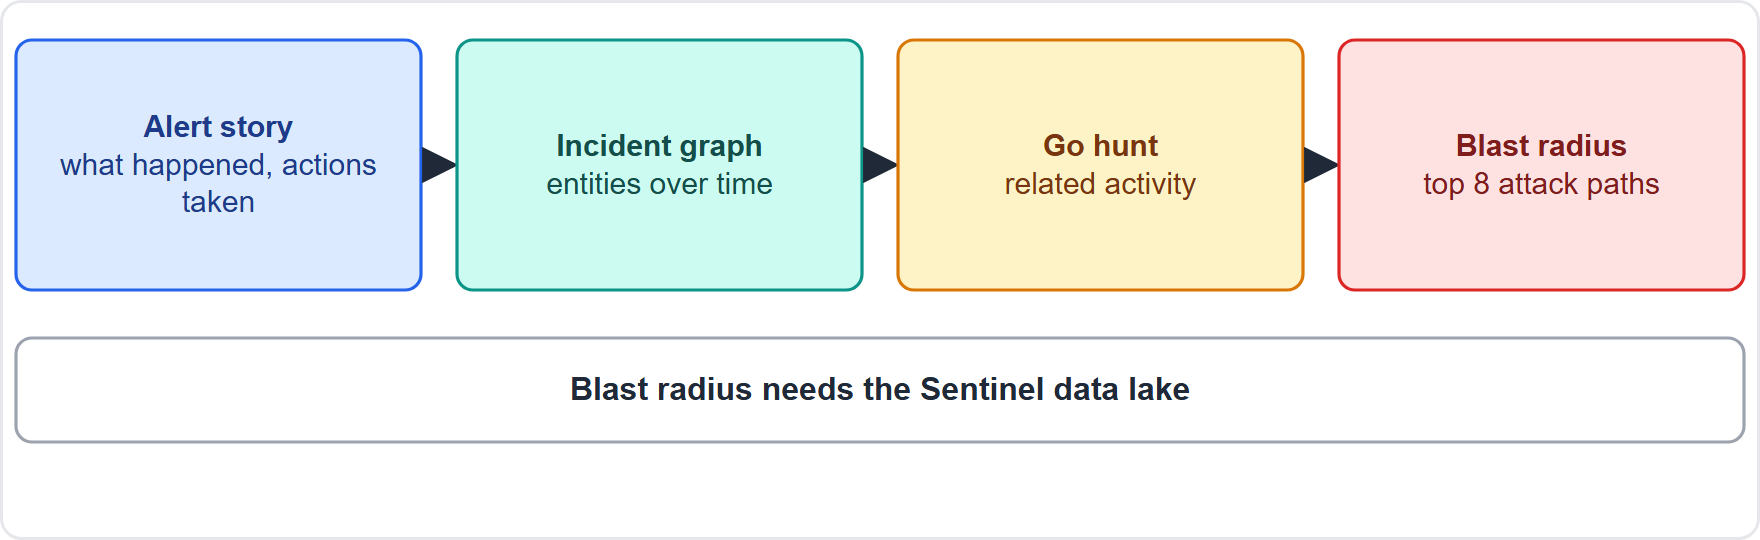 Alert story
what happened, actions
taken
Incident graph
entities over time
Go hunt
related activity
Blast radius
top 8 attack paths
Blast radius needs the Sentinel data lake